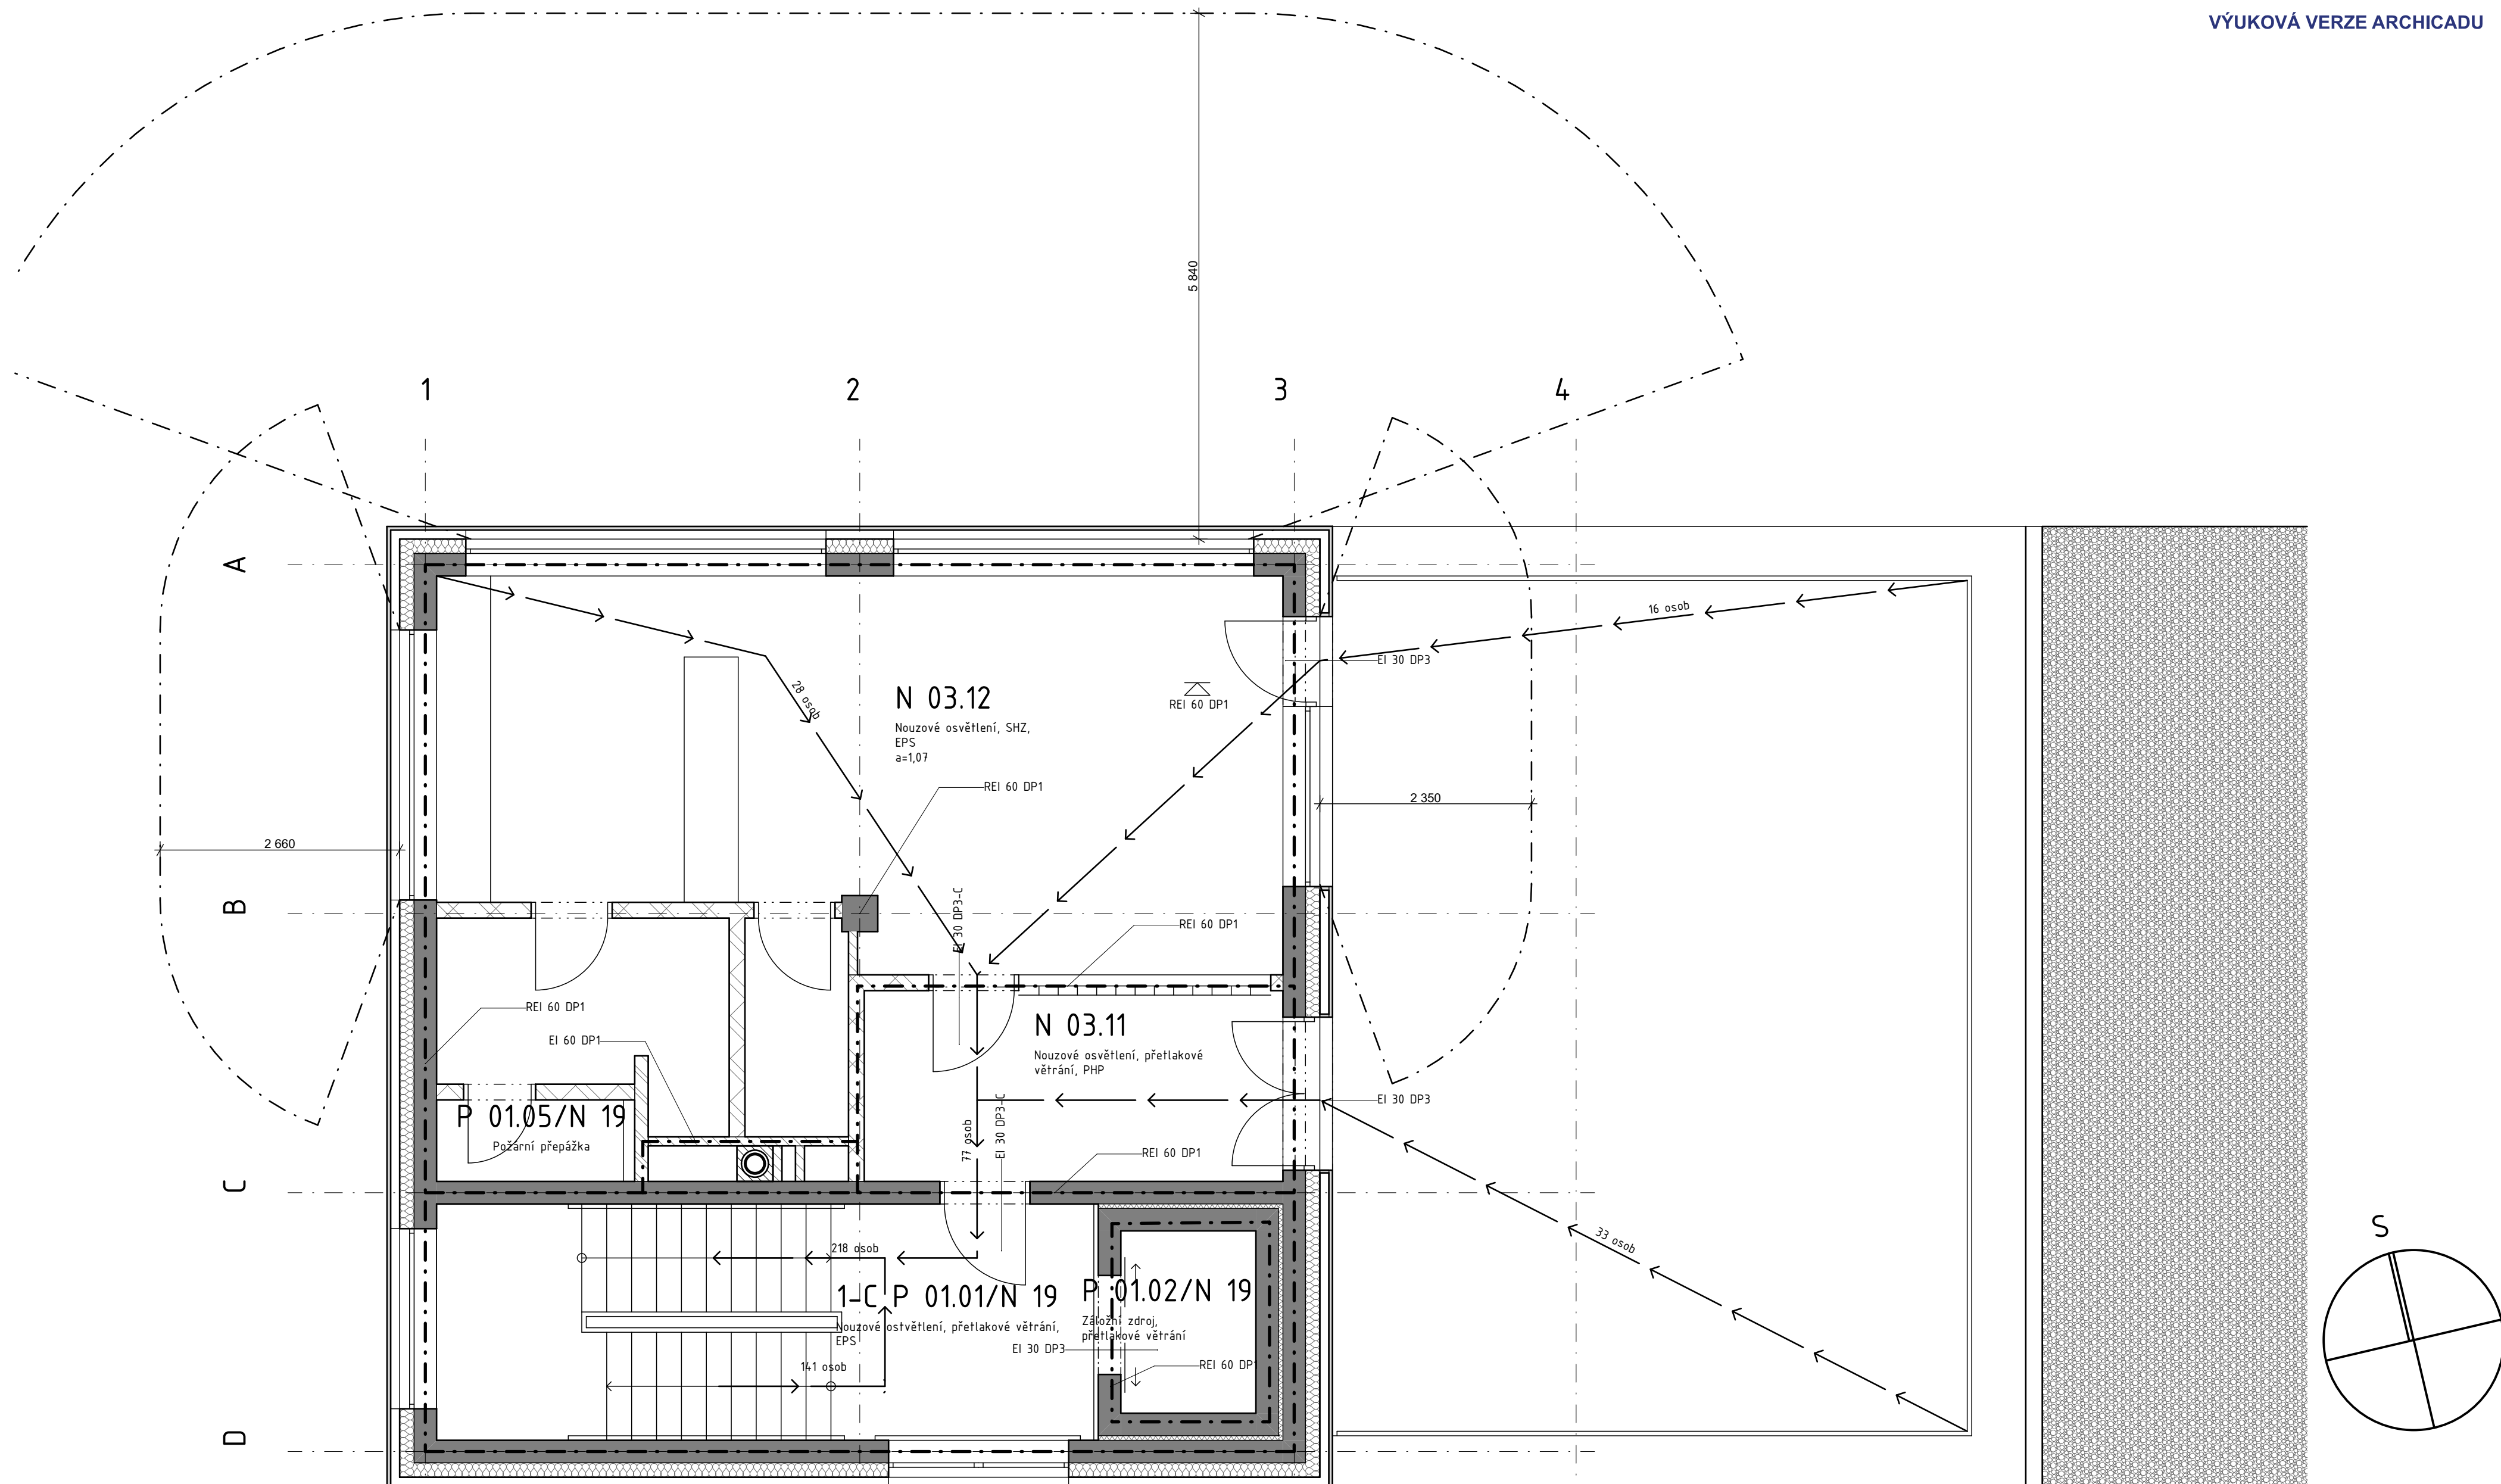 VÝUKOVÁ VERZE ARCHICADU
5 840
1
2
3
4
A
16 osob
EI 30 DP3
28 osob
N 03.12
REI 60 DP1
Nouzové osvětlení, SHZ,
EPS
a=1,07
REI 60 DP1
2 350
2 660
B
EI 30 DP3-C
REI 60 DP1
REI 60 DP1
N 03.11
EI 60 DP1
Nouzové osvětlení, přetlakové
větrání, PHP
P 01.05/N 19
Požární přepážka
EI 30 DP3
77 osob
EI 30 DP3-C
REI 60 DP1
C
S
33 osob
218 osob
1-C P 01.01/N 19
P 01.02/N 19
Nouzové ostvětlení, přetlakové větrání,
EPS
Záložní zdroj,
přetlakové větrání
EI 30 DP3
141 osob
REI 60 DP1
D